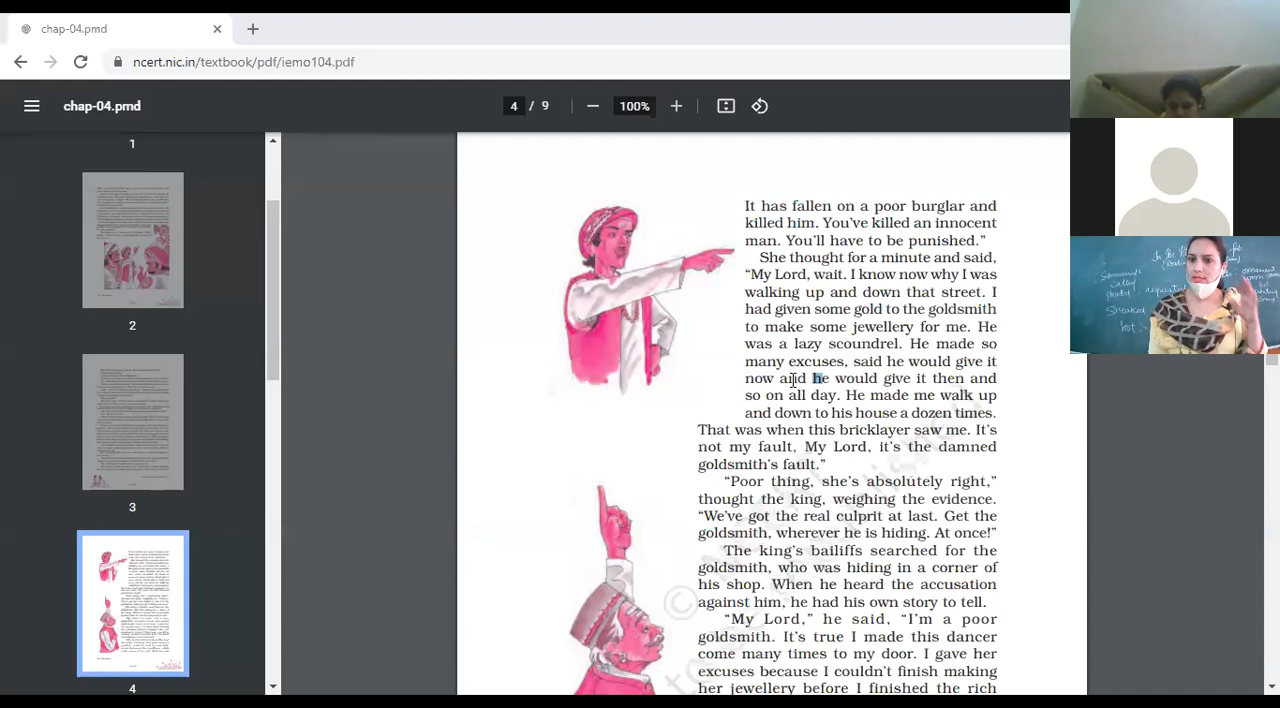 chap-04.pmd
ncert.nic.in/textbook/pdf/iemo104.pdf
chap-04.pmd
4 / 9
100%
1
2
3
4
It has fallen on a poor burglar and
killed him. You've killed an innocent
man. You'll have to be punished.”
She thought for a minute and said,
“My Lord, wait. I know now why I was
walking up and down that street. I
had given some gold to the goldsmith
to make some jewellery for me. He
was a lazy scoundrel. He made so
many excuses, said he would give it
now and he would give it then and
so on all day. He made me walk up
and down to his house a dozen times.
That was when this bricklayer saw me. It's
not my fault, My Lord, it's the damned
goldsmith's fault.”
“Poor thing, she's absolutely right,”
thought the king, weighing the evidence.
“We've got the real culprit at last. Get the
goldsmith, wherever he is hiding. At once!”
The king's bailiffs searched for the
goldsmith, who was hiding in a corner of
his shop. When he heard the accusation
against him, he had his own story to tell.
“My Lord,” he said, “I'm a poor
goldsmith. It's true I made this dancer
come many times to my door. I gave her
excuses because I couldn't finish making
her jewellery before I finished the rich
In the
Summoned
called
Sneaked
ornament